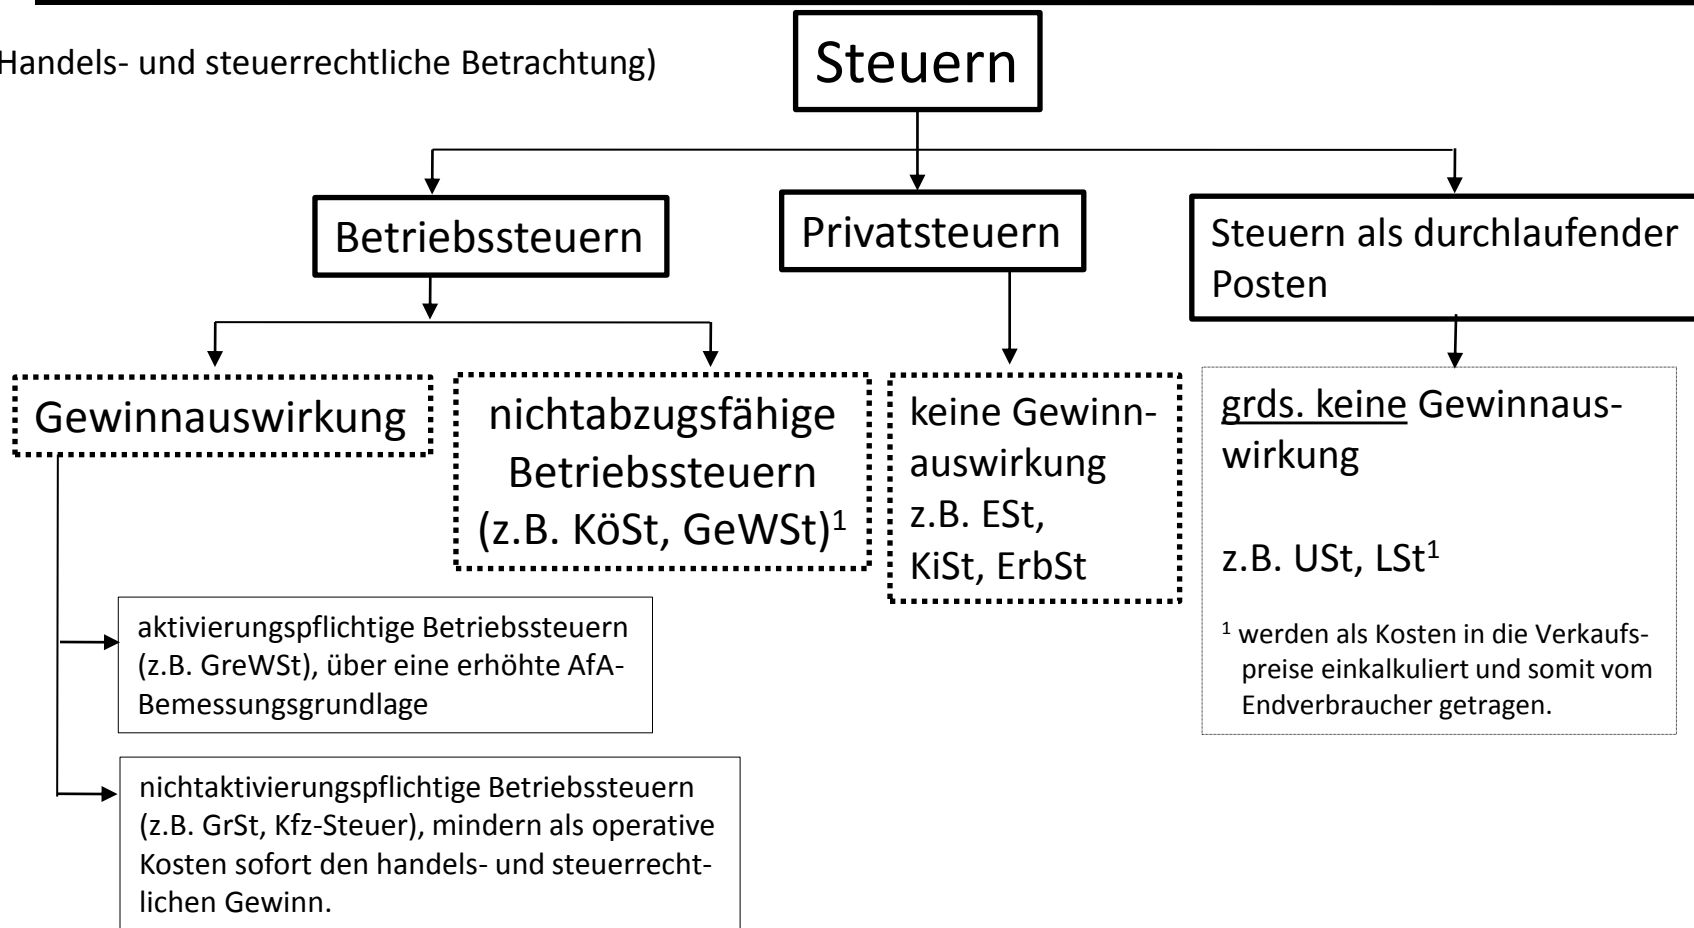 Handels- und steuerrechtliche Betrachtung)
Steuern
Betriebssteuern
Privatsteuern
Steuern als durchlaufender
Posten
Gewinnauswirkung
nichtabzugsfähige
Betriebssteuern
(z.B. KöSt, GeWSt)¹
keine Gewinn-
auswirkung
z.B. ESt,
KiSt, ErbSt
grds. keine Gewinnaus-
wirkung
z.B. USt, LSt¹
¹ werden als Kosten in die Verkaufs-
preise einkalkuliert und somit vom
Endverbraucher getragen.
aktivierungspflichtige Betriebssteuern
(z.B. GreWSt), über eine erhöhte AfA-
Bemessungsgrundlage
nichtaktivierungspflichtige Betriebssteuern
(z.B. GrSt, Kfz-Steuer), mindern als operative
Kosten sofort den handels- und steuerrecht-
lichen Gewinn.